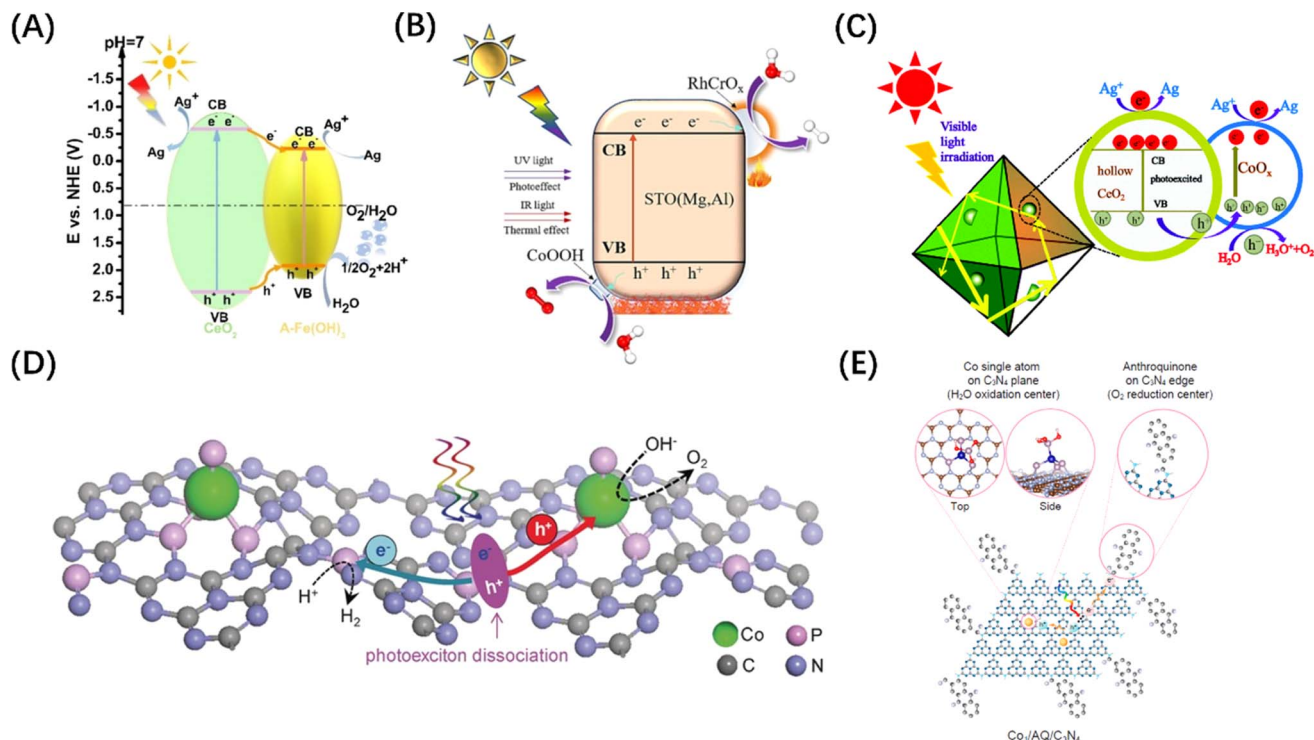 (A)
pH=7
E vs. NHE (V)
-1.5
-1.0
-0.5
0.0
0.5
1.0
1.5
2.0
2.5
Ag⁺
Ag
CB
e⁻ e⁻
e⁻
CB
e⁻ e⁻
Ag⁺
Ag
O₂/H₂O
1/2O₂+2H⁺
H₂O
h⁺ h⁺
VB
h⁺
h⁺ h⁺
VB
CeO₂
A-Fe(OH)₃
(B)
RhCrOₓ
e⁻ e⁻ e⁻
CB
UV light
Photoeffect
IR light
Thermal effect
STO(Mg,Al)
VB
h⁺ h⁺ h⁺
CoOOH
(C)
Visible
light
irradiation
Ag⁺
e⁻
Ag
Ag⁺
e⁻
Ag
e⁻ e⁻ e⁻ e⁻
e⁻ e⁻
hollow
CeO₂
CB
photoexcited
VB
CoOₓ
h⁺ h⁺ h⁺
h⁺ h⁺ h⁺ h⁺
H₂O
H₃O⁺+O₂
(D)
OH⁻
O₂
h⁺
e⁻
e⁻
h⁺
H⁺
H₂
photoexciton dissociation
Co
P
C
N
(E)
Co single atom
on C₃N₄ plane
(H₂O oxidation center)
Anthroquinone
on C₃N₄ edge
(O₂ reduction center)
Top
Side
Co₁/AQ/C₃N₄